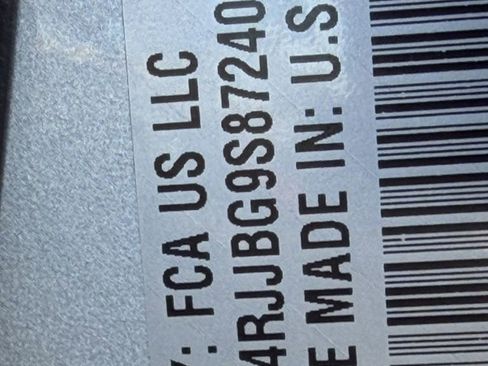 : FCA US LLC
4RJJBG9S87240
E MADE IN: U.S